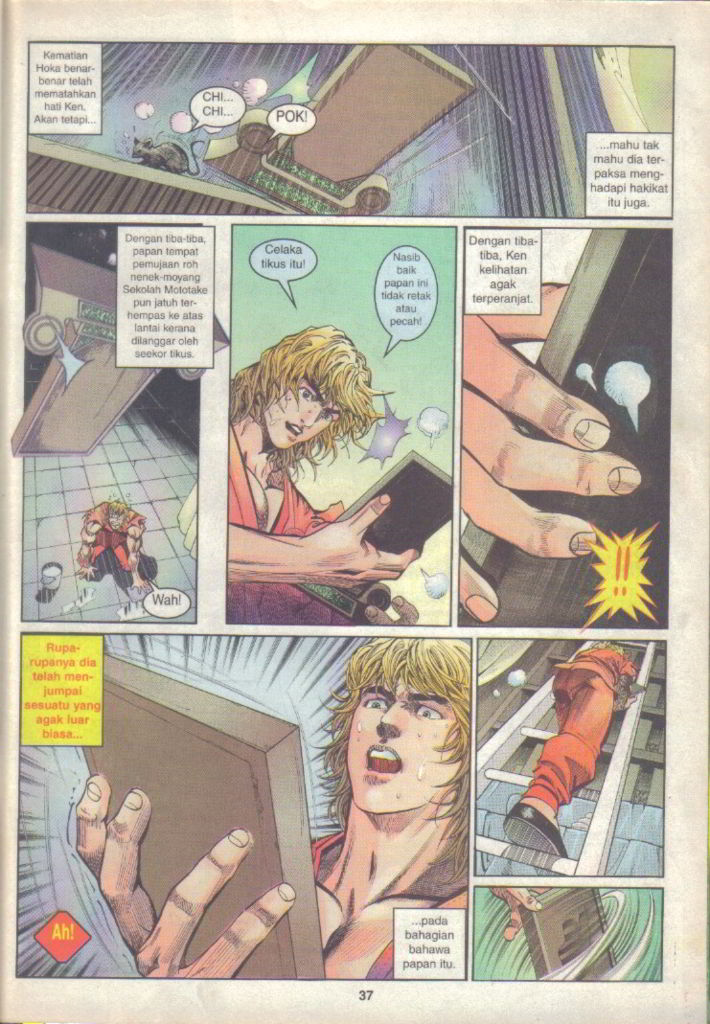 Kematian
Hoka benar-
benar telah
mematahkan
hati Ken.
Akan tetapi...
CHI...
CHI...
POK!
...mahu tak
mahu dia ter-
paksa meng-
hadapi hakikat
itu juga.
Dengan tiba-tiba,
papan tempat
pemujaan roh
nenek-moyang
Sekolah Mototake
pun jatuh ter-
hempas ke atas
lantai kerana
dilanggar oleh
seekor tikus.
Wah!
Celaka
tikus itu!
Nasib
baik
papan ini
tidak retak
atau
pecah!
Dengan tiba-
tiba, Ken
kelihatan
agak
terperanjat.
!!
Rupa-
rupanya dia
telah men-
jumpai
sesuatu yang
agak luar
biasa...
Ah!
...pada
bahagian
bahawa
papan itu.
37